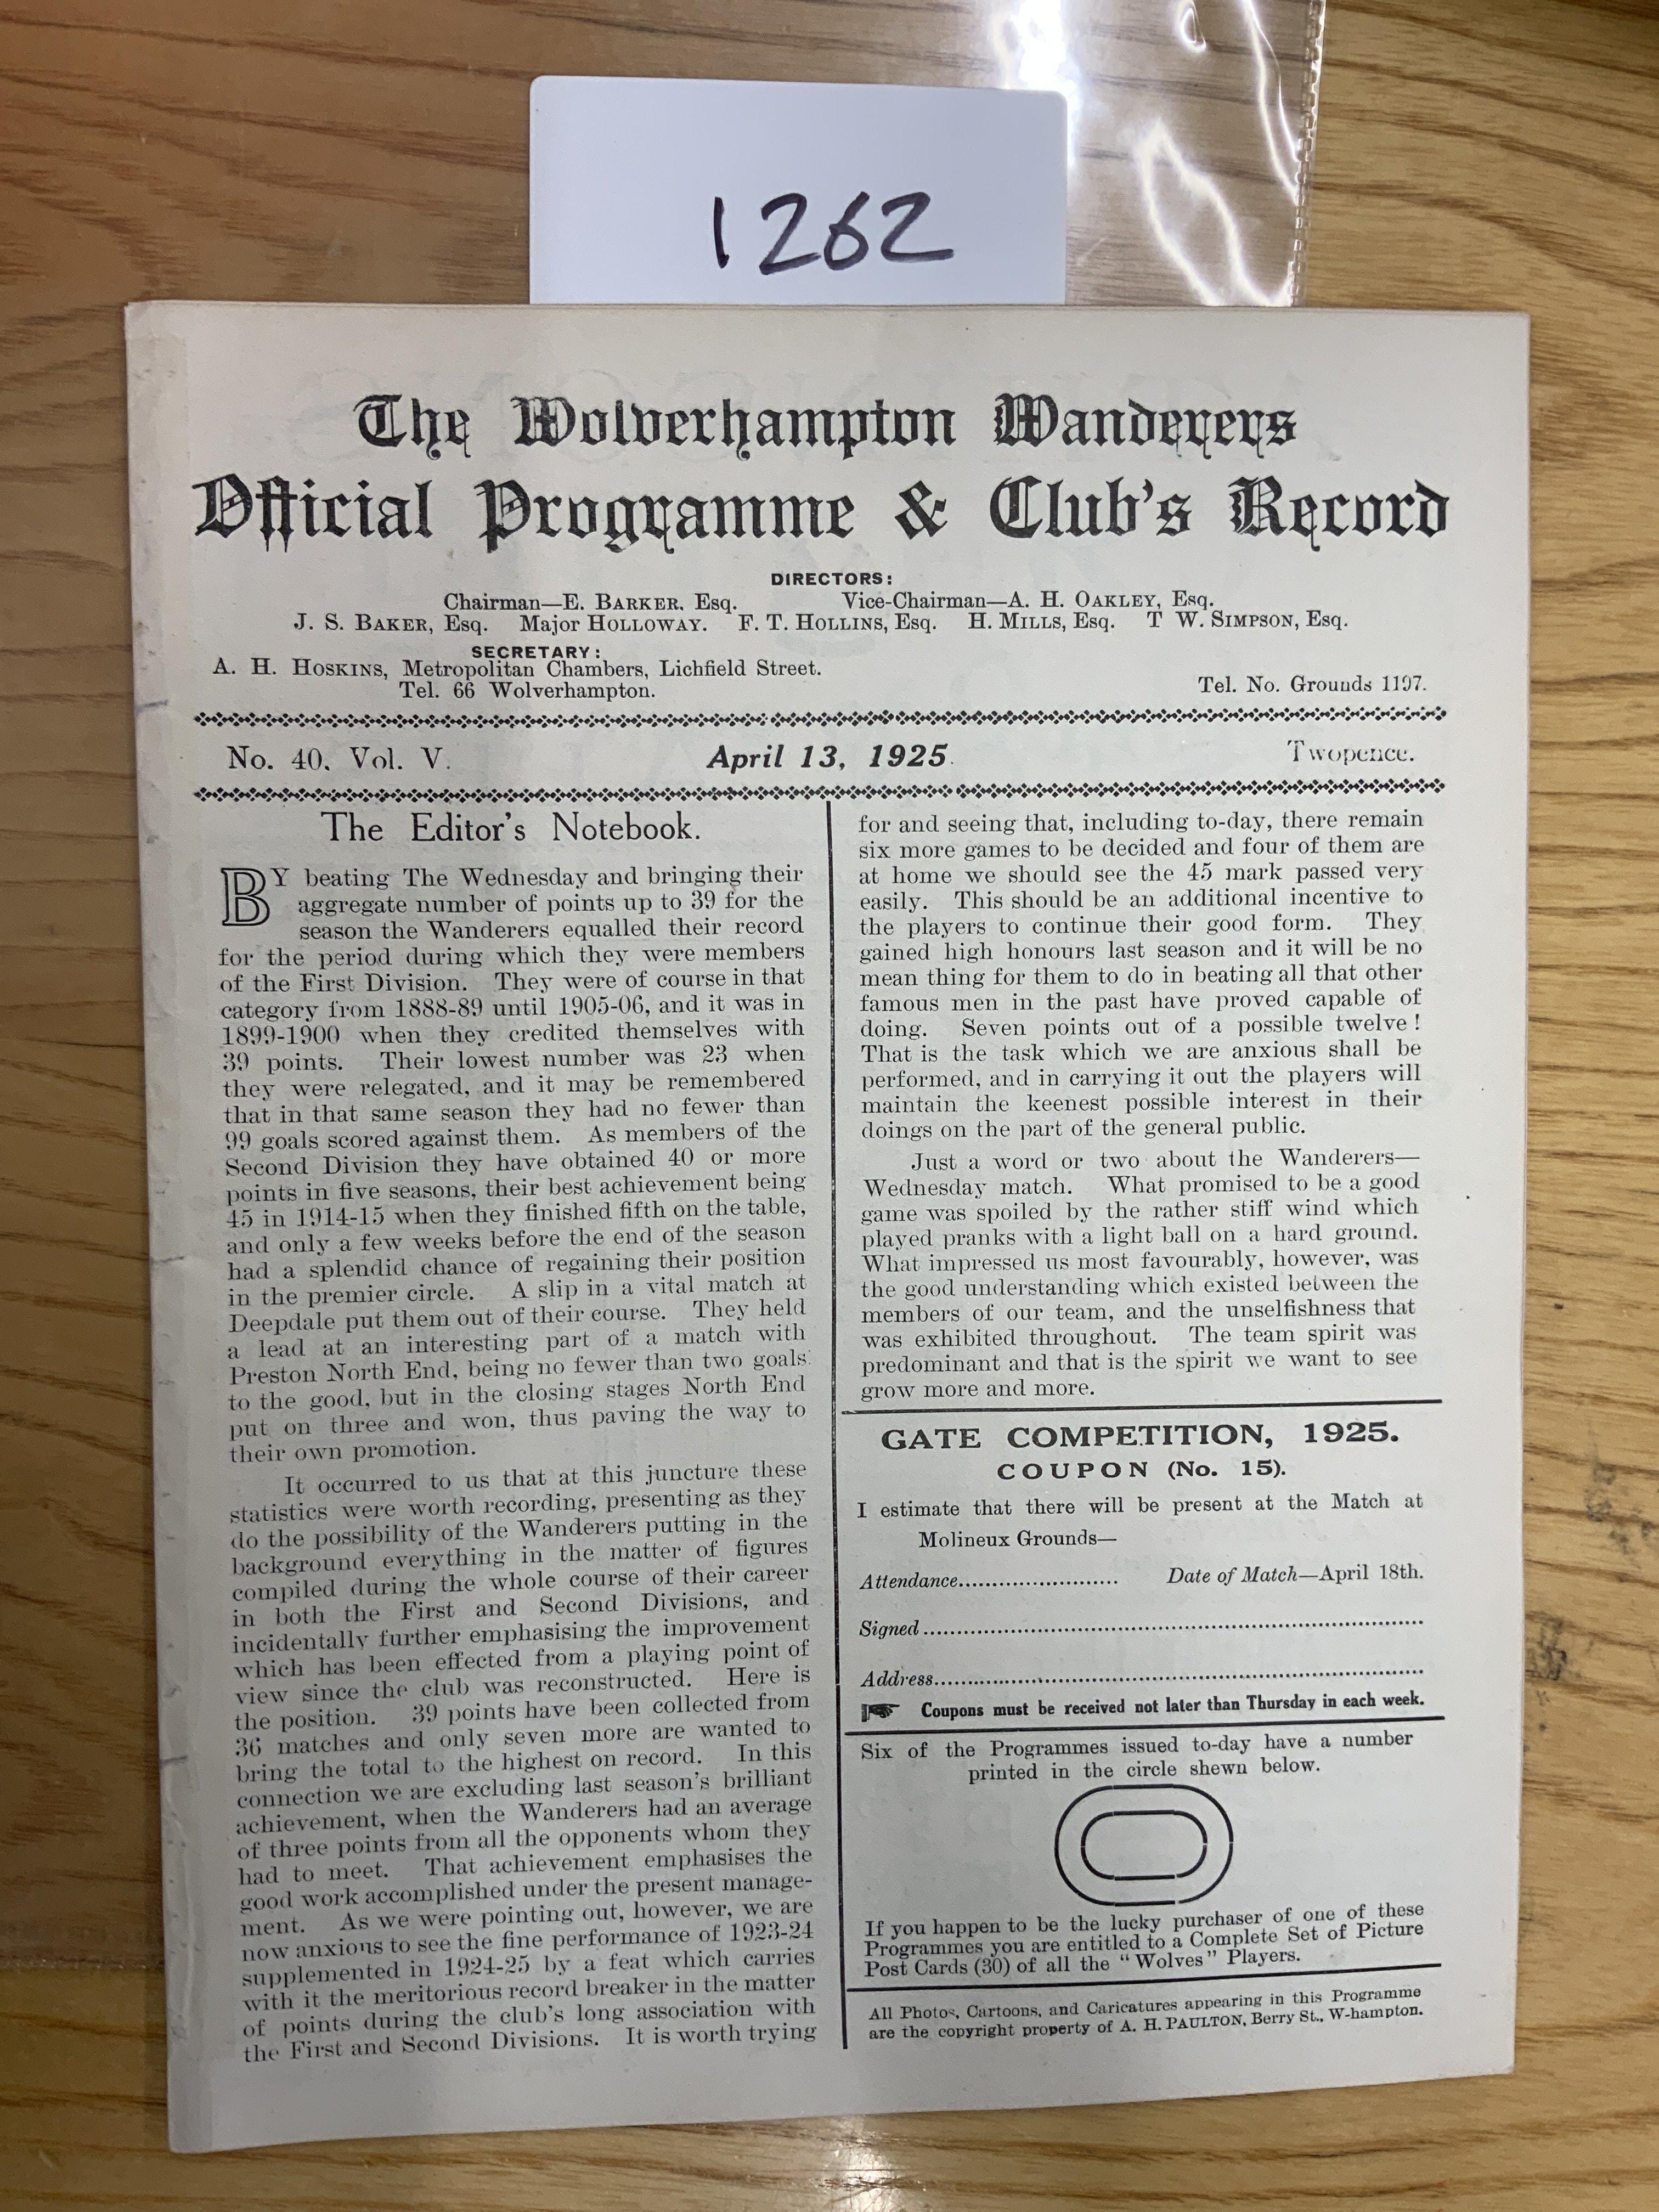 1262
The Wolverhampton Wanderers
Official Programme & Club's Record
DIRECTORS:
Chairman—E. BARKER, Esq. Vice-Chairman—A. H. OAKLEY, Esq.
J. S. BAKER, Esq. Major HOLLOWAY. F. T. HOLLINS, Esq. H. MILLS, Esq. T W. SIMPSON, Esq.
SECRETARY:
A. H. HOSKINS, Metropolitan Chambers, Lichfield Street.
Tel. 66 Wolverhampton.
Tel. No. Grounds 1197.
No. 40. Vol. V. April 13, 1925. Twopence.
The Editor's Notebook.
BY beating The Wednesday and bringing their
aggregate number of points up to 39 for the
season the Wanderers equalled their record
for the period during which they were members
of the First Division. They were of course in that
category from 1888-89 until 1905-06, and it was in
1899-1900 when they credited themselves with
39 points. Their lowest number was 23 when
they were relegated, and it may be remembered
that in that same season they had no fewer than
99 goals scored against them. As members of the
Second Division they have obtained 40 or more
points in five seasons, their best achievement being
45 in 1914-15 when they finished fifth on the table,
and only a few weeks before the end of the season
had a splendid chance of regaining their position
in the premier circle. A slip in a vital match at
Deepdale put them out of their course. They held
a lead at an interesting part of a match with
Preston North End, being no fewer than two goals
to the good, but in the closing stages North End
put on three and won, thus paving the way to
their own promotion.
It occurred to us that at this juncture these
statistics were worth recording, presenting as they
do the possibility of the Wanderers putting in the
background everything in the matter of figures
compiled during the whole course of their career
in both the First and Second Divisions, and
incidentally further emphasising the improvement
which has been effected from a playing point of
view since the club was reconstructed. Here is
the position. 39 points have been collected from
36 matches and only seven more are wanted to
bring the total to the highest on record. In this
connection we are excluding last season's brilliant
achievement, when the Wanderers had an average
of three points from all the opponents whom they
had to meet. That achievement emphasises the
good work accomplished under the present manage-
ment. As we were pointing out, however, we are
now anxious to see the fine performance of 1923-24
supplemented in 1924-25 by a feat which carries
with it the meritorious record breaker in the matter
of points during the club's long association with
the First and Second Divisions. It is worth trying
for and seeing that, including to-day, there remain
six more games to be decided and four of them are
at home we should see the 45 mark passed very
easily. This should be an additional incentive to
the players to continue their good form. They
gained high honours last season and it will be no
mean thing for them to do in beating all that other
famous men in the past have proved capable of
doing. Seven points out of a possible twelve!
That is the task which we are anxious shall be
performed, and in carrying it out the players will
maintain the keenest possible interest in their
doings on the part of the general public.
Just a word or two about the Wanderers—
Wednesday match. What promised to be a good
game was spoiled by the rather stiff wind which
played pranks with a light ball on a hard ground.
What impressed us most favourably, however, was
the good understanding which existed between the
members of our team, and the unselfishness that
was exhibited throughout. The team spirit was
predominant and that is the spirit we want to see
grow more and more.
GATE COMPETITION, 1925.
COUPON (No. 15).
I estimate that there will be present at the Match at
Molineux Grounds—
Attendance........................ Date of Match—April 18th.
Signed................................................
Address................................................
Coupons must be received not later than Thursday in each week.
Six of the Programmes issued to-day have a number
printed in the circle shewn below.
If you happen to be the lucky purchaser of one of these
Programmes you are entitled to a Complete Set of Picture
Post Cards (30) of all the "Wolves" Players.
All Photos, Cartoons, and Caricatures appearing in this Programme
are the copyright property of A. H. PAULTON, Berry St., W-hampton.